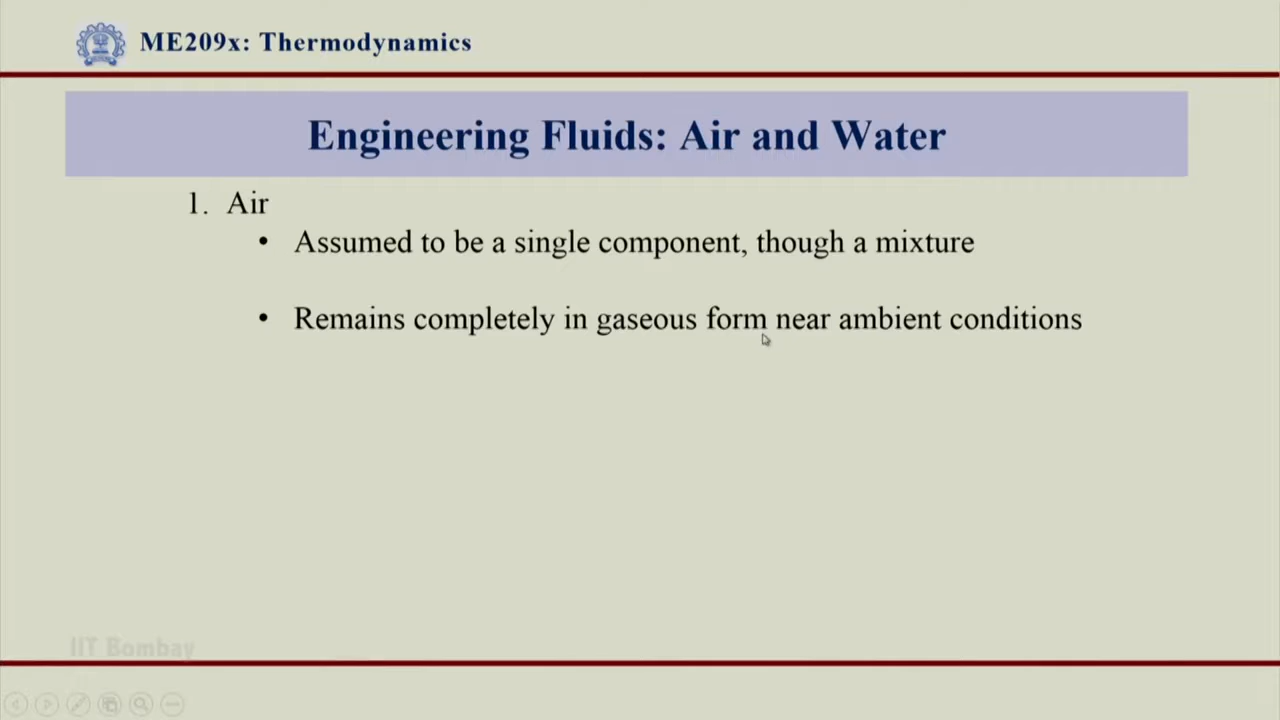 ME209x: Thermodynamics
Engineering Fluids: Air and Water
1. Air
• Assumed to be a single component, though a mixture
• Remains completely in gaseous form near ambient conditions
IIT Bombay